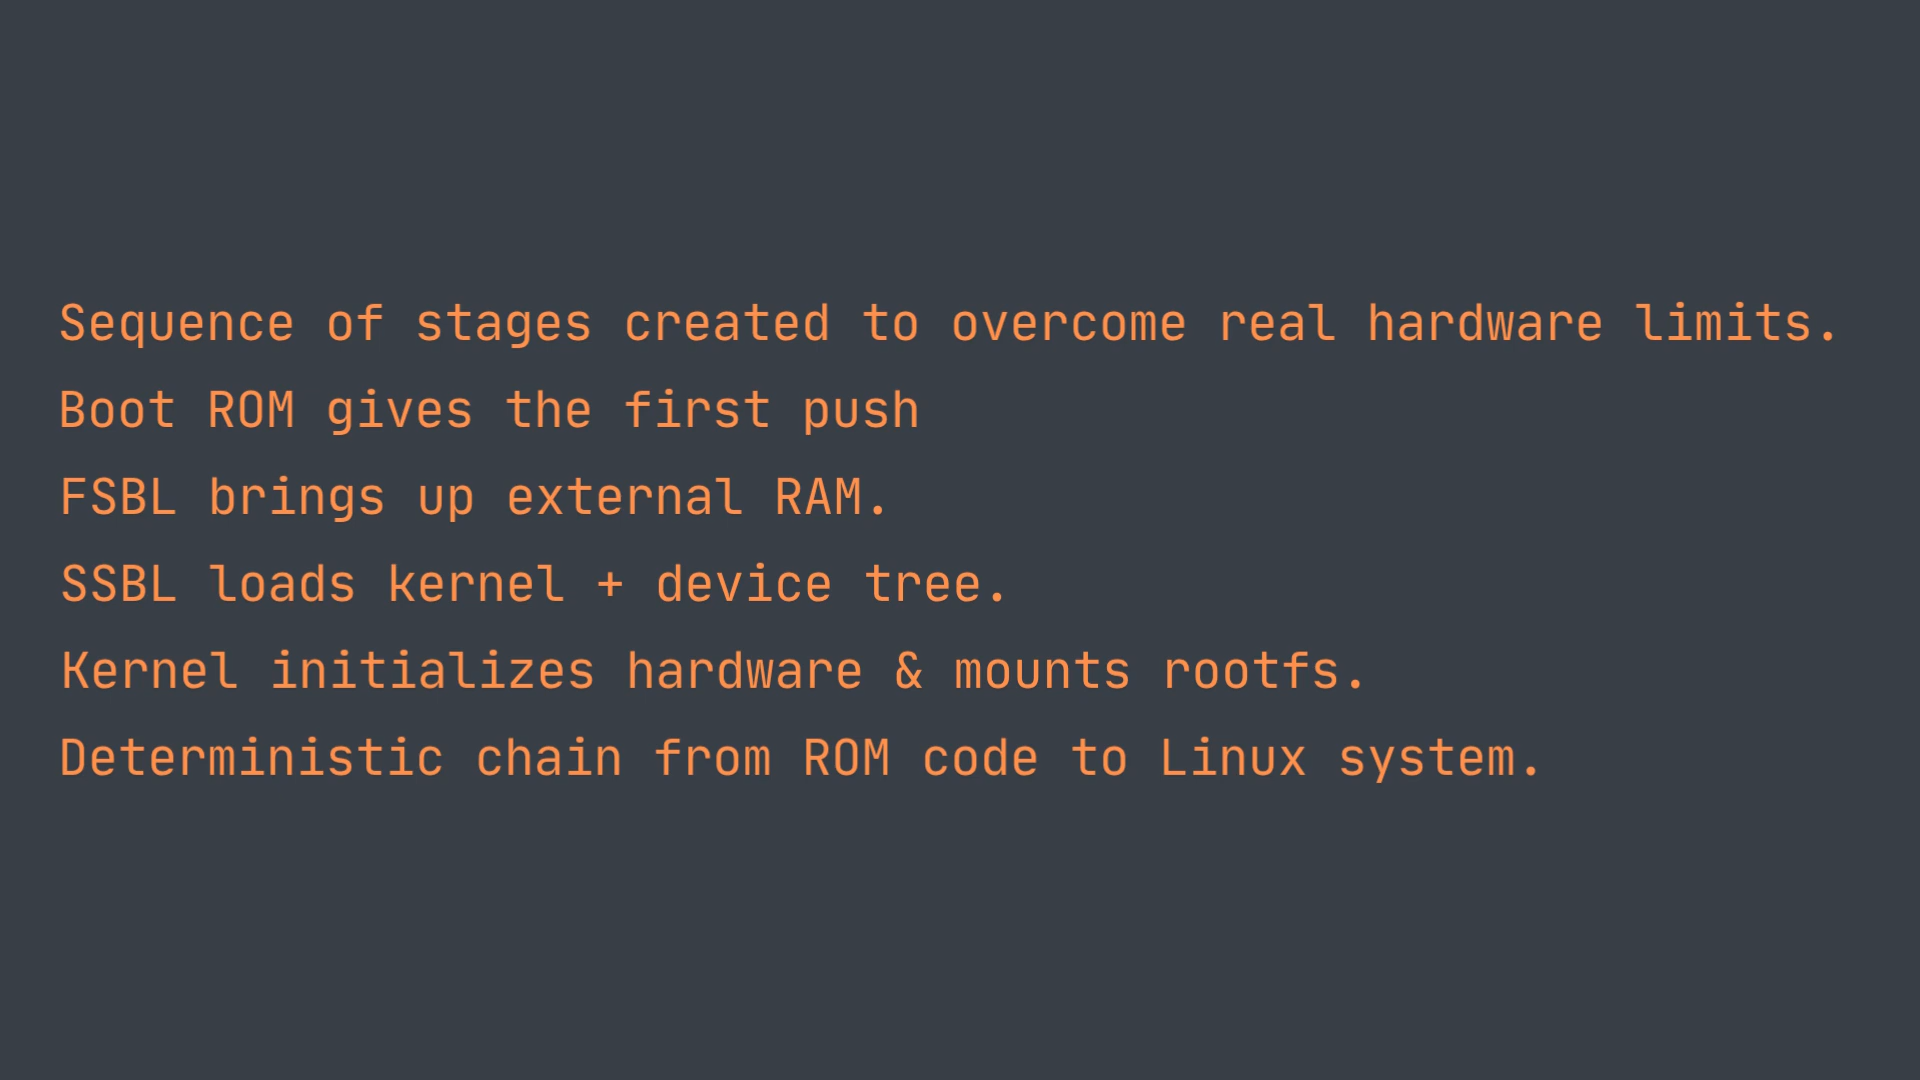 Sequence of stages created to overcome real hardware limits.
Boot ROM gives the first push
FSBL brings up external RAM.
SSBL loads kernel + device tree.
Kernel initializes hardware & mounts rootfs.
Deterministic chain from ROM code to Linux system.